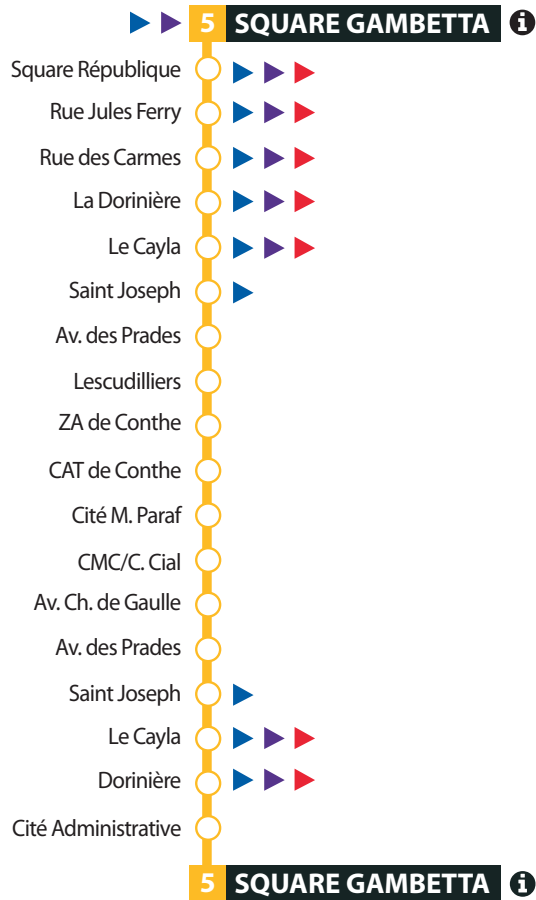 5 SQUARE GAMBETTA i
Square République
Rue Jules Ferry
Rue des Carmes
La Dorinière
Le Cayla
Saint Joseph
Av. des Prades
Lescudilliers
ZA de Conthe
CAT de Conthe
Cité M. Paraf
CMC/C. Cial
Av. Ch. de Gaulle
Av. des Prades
Saint Joseph
Le Cayla
Dorinière
Cité Administrative
5 SQUARE GAMBETTA i